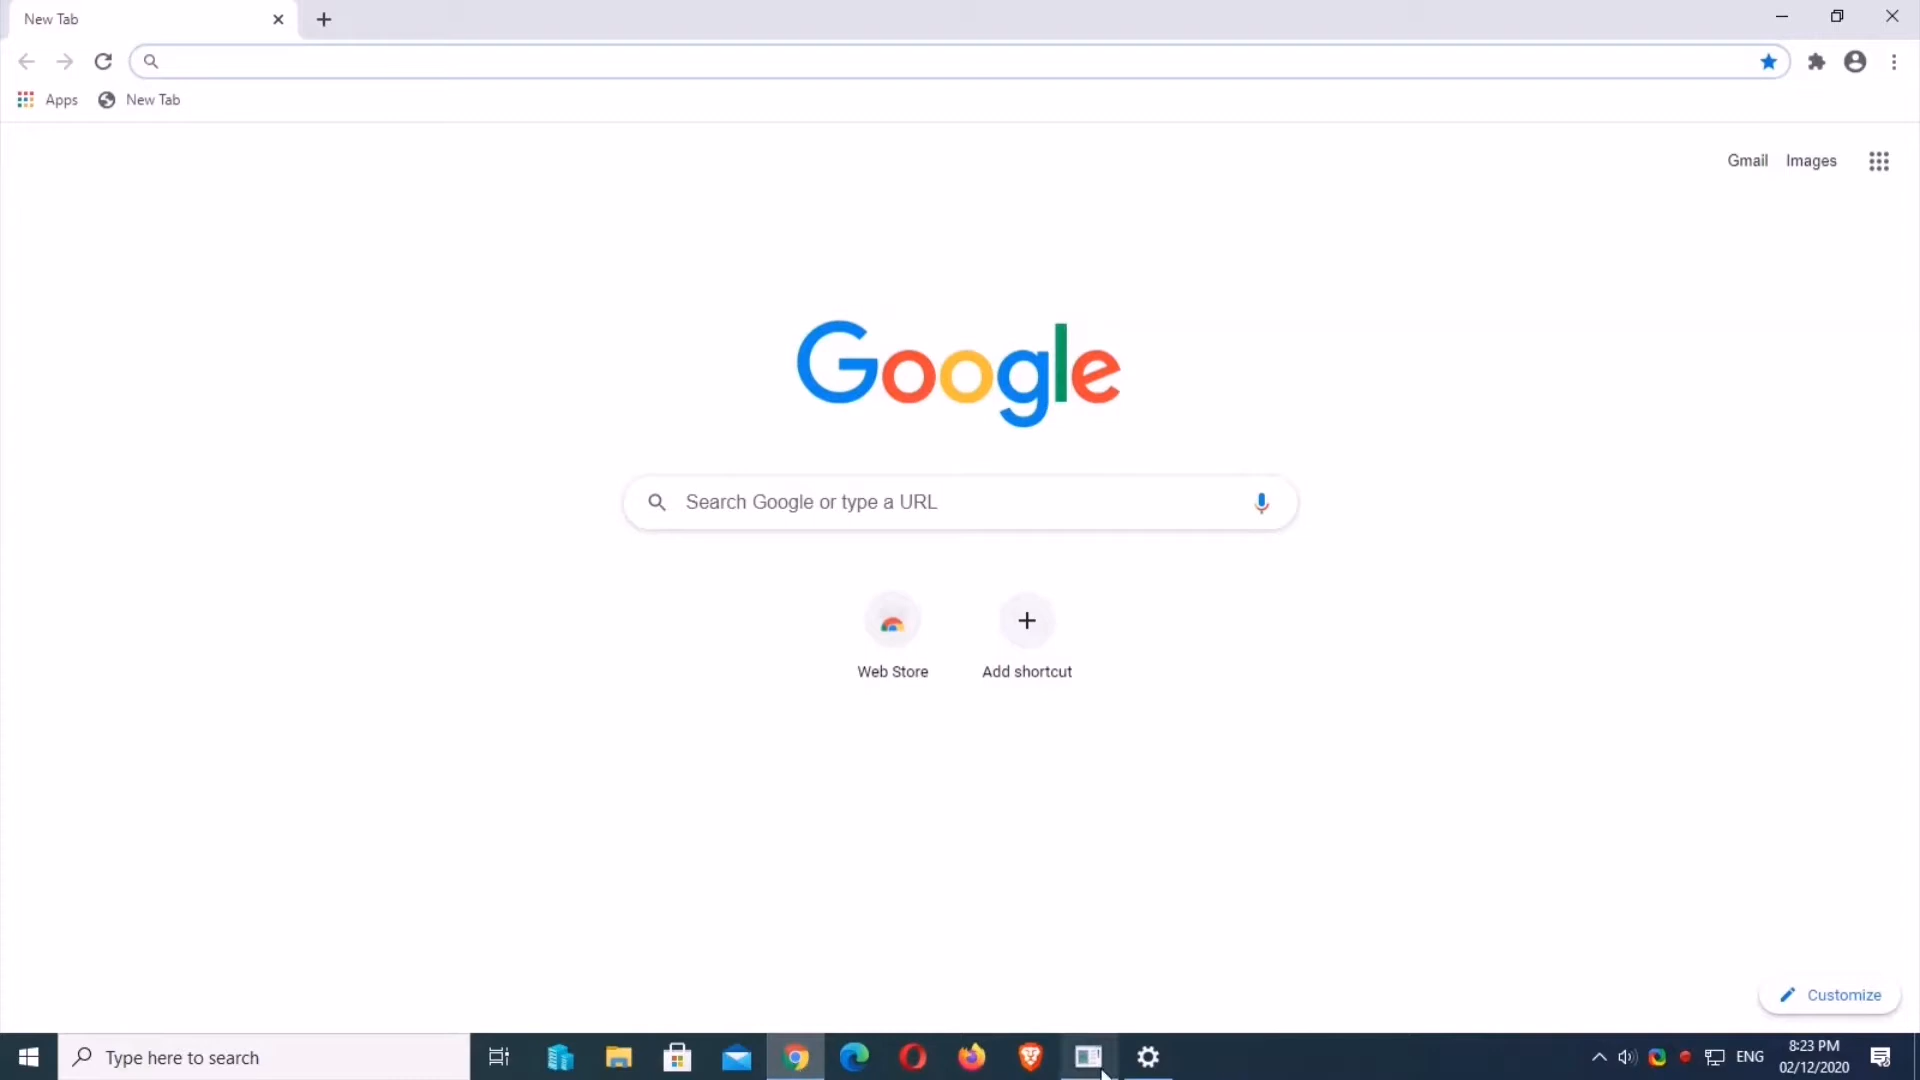 New Tab
Apps
New Tab
Gmail
Images
Google
Search Google or type a URL
Web Store
Add shortcut
Customize
Type here to search
ENG
8:23 PM
02/12/2020